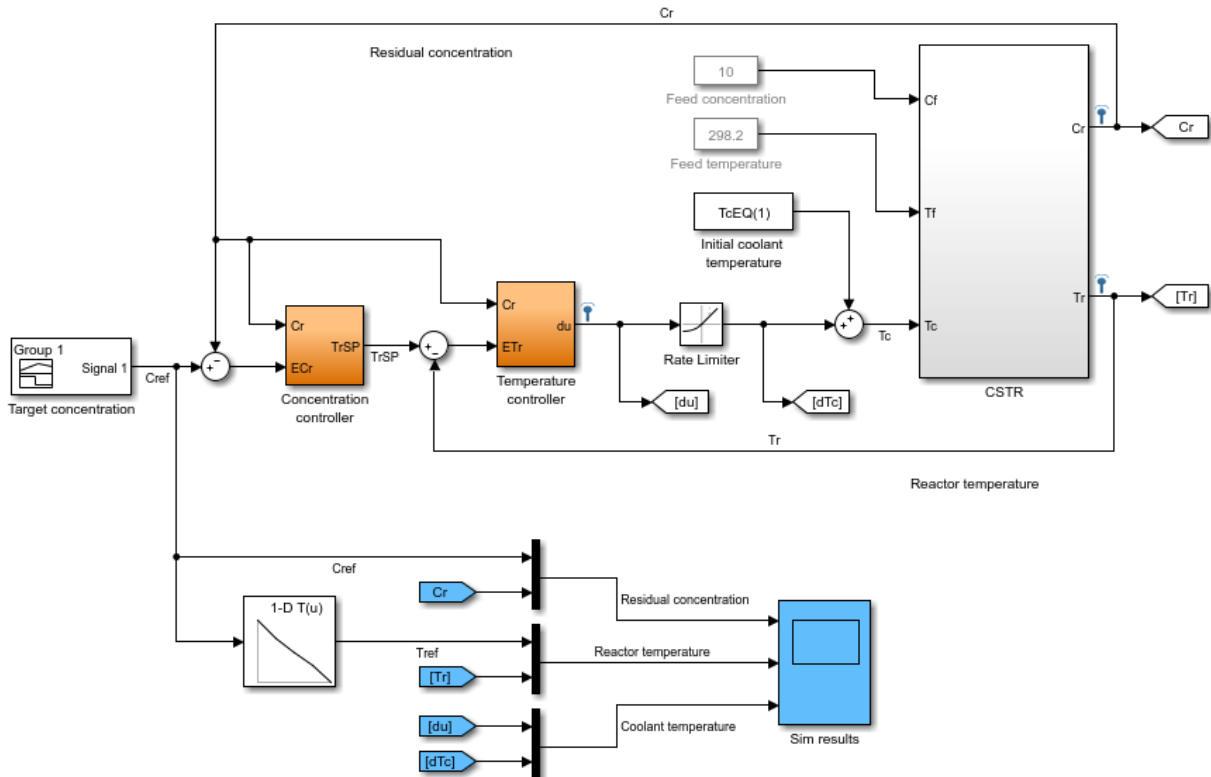 Cr
Residual concentration
10
Feed concentration
298.2
Feed temperature
TcEQ(1)
Initial coolant
temperature
Cf
Tf
Tc
Cr
Tr
CSTR
Cr
[Tr]
Group 1
Signal 1
Target concentration
Cref
+
−
Cr
ECr
TrSP
Concentration
controller
TrSP
+
−
Cr
ETr
du
Temperature
controller
Rate Limiter
+
+
Tc
[du]
[dTc]
Tr
Reactor temperature
Cref
Cr
Residual concentration
1-D T(u)
Tref
[Tr]
Reactor temperature
[du]
[dTc]
Coolant temperature
Sim results